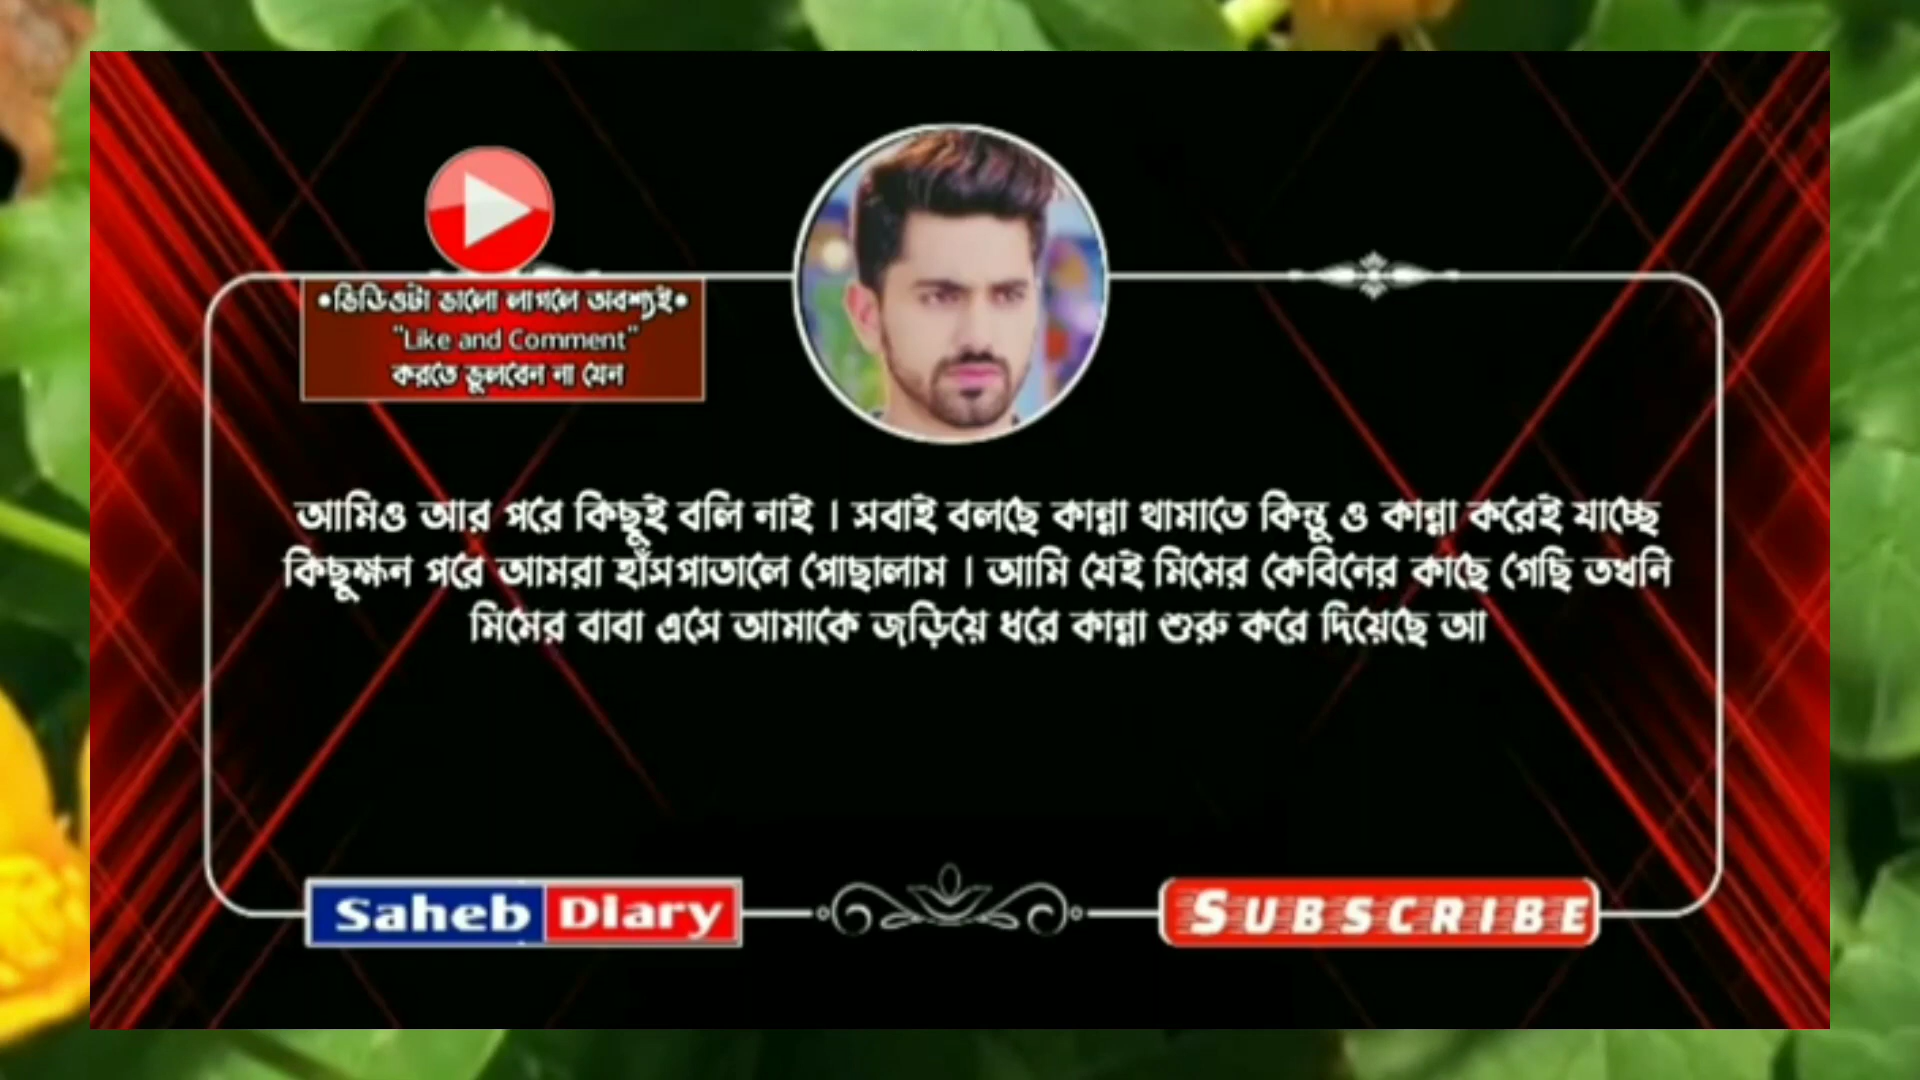 •ভিডিওটা ভালো লাগলে অবশ্যই•
"Like and Comment"
করতে ভুলবেন না যেন
আমিও আর পরে কিছুই বলি নাই । সবাই বলছে কান্না থামাতে কিন্তু ও কান্না করেই যাচ্ছে
কিছুক্ষন পরে আমরা হাঁসপাতালে পোছালাম । আমি যেই মিমের কেবিনের কাছে গেছি তখনি
মিমের বাবা এসে আমাকে জড়িয়ে ধরে কান্না শুরু করে দিয়েছে আ
Saheb Diary
SUBSCRIBE